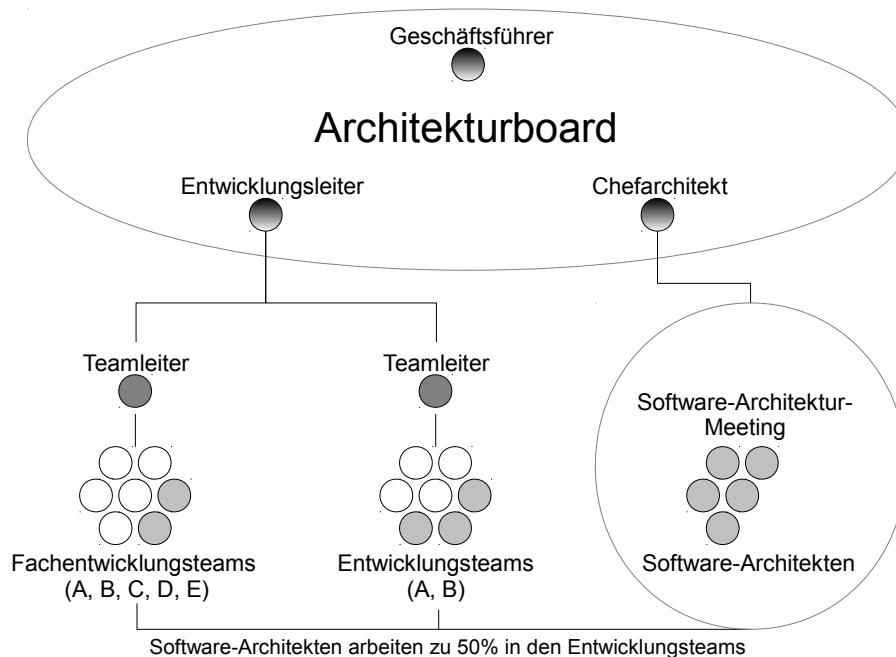 Geschäftsführer
Architekturboard
Entwicklungsleiter
Chefarchitekt
Teamleiter
Teamleiter
Software-Architektur-
Meeting
Fachentwicklungsteams
(A, B, C, D, E)
Entwicklungsteams
(A, B)
Software-Architekten
Software-Architekten arbeiten zu 50% in den Entwicklungsteams